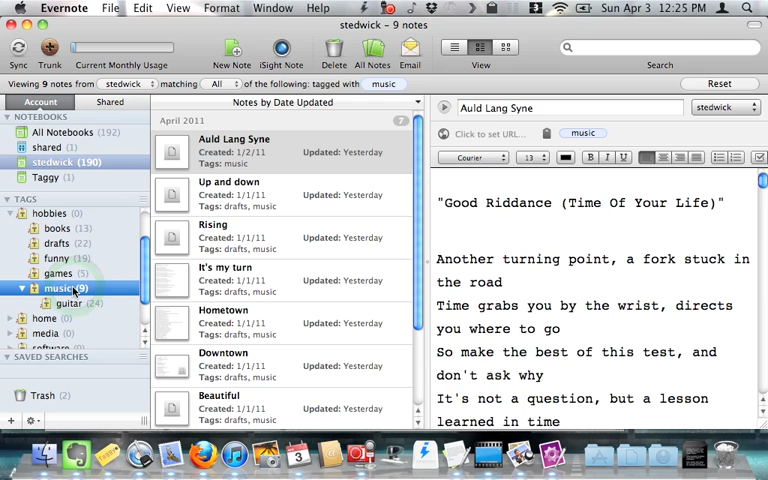 Evernote File Edit View Format Window Help Sun Apr 3 12:25 PM
stedwick – 9 notes
Sync Trunk Current Monthly Usage New Note iSight Note Delete All Notes Email View Search
Viewing 9 notes from stedwick matching All of the following: tagged with music Reset
Account Shared
NOTEBOOKS
All Notebooks (192)
shared (1)
stedwick (190)
Taggy (1)
TAGS
hobbies (0)
books (13)
drafts (22)
funny (19)
games (5)
music (9)
guitar (24)
home (0)
media (0)
software
SAVED SEARCHES
Trash (2)
Notes by Date Updated
April 2011 7
Auld Lang Syne
Created: 1/2/11 Updated: Yesterday
Tags: music
Up and down
Created: 1/1/11 Updated: Yesterday
Tags: drafts, music
Rising
Created: 1/1/11 Updated: Yesterday
Tags: drafts, music
It's my turn
Created: 1/1/11 Updated: Yesterday
Tags: drafts, music
Hometown
Created: 1/1/11 Updated: Yesterday
Tags: drafts, music
Downtown
Created: 1/1/11 Updated: Yesterday
Tags: drafts, music
Beautiful
Created: 1/1/11 Updated: Yesterday
Tags: drafts, music
Auld Lang Syne stedwick
Click to set URL... music
Courier 13 B I U
"Good Riddance (Time Of Your Life)"
Another turning point, a fork stuck in
the road
Time grabs you by the wrist, directs
you where to go
So make the best of this test, and
don't ask why
It's not a question, but a lesson
learned in time